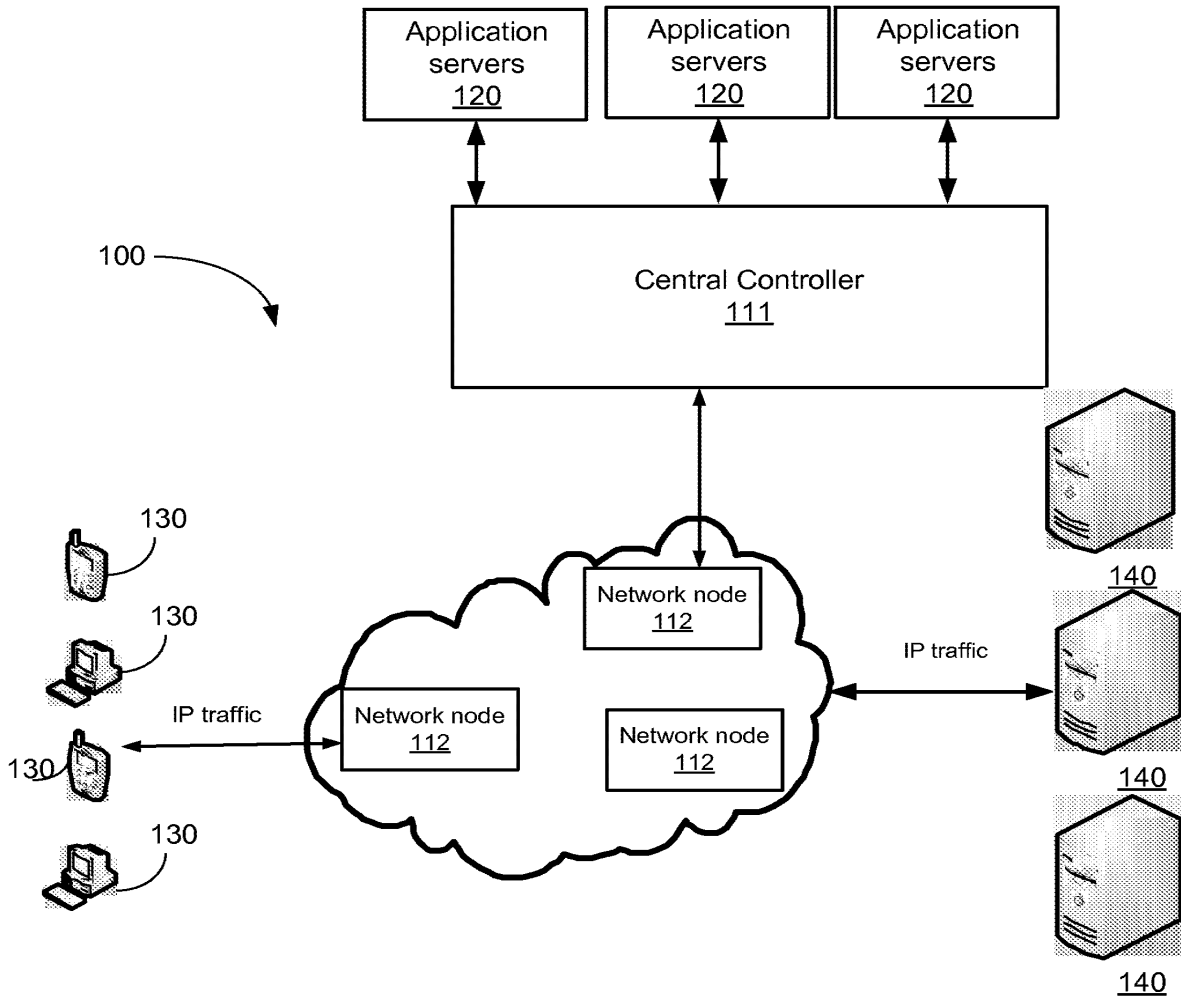 Application
servers
120
Application
servers
120
Application
servers
120
100
Central Controller
111
130
140
Network node
112
130
IP traffic
IP traffic
Network node
112
Network node
112
130
140
130
140